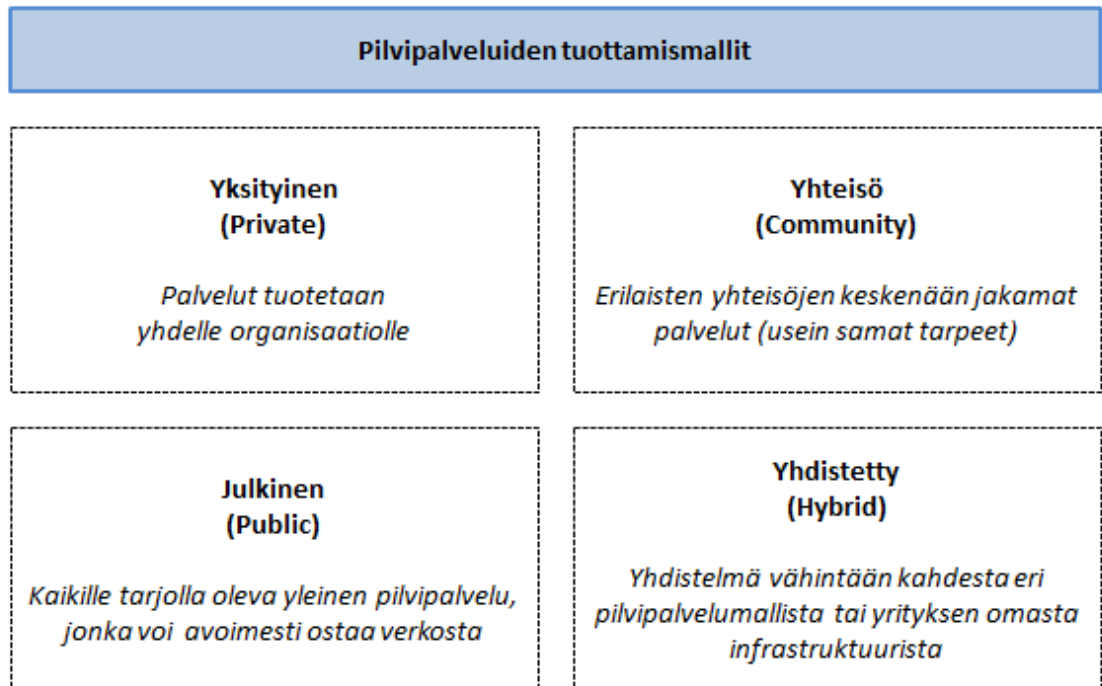 Pilvipalveluiden tuottamismallit
Yksityinen
(Private)
Palvelut tuotetaan
yhdelle organisaatiolle
Yhteisö
(Community)
Erilaisten yhteisöjen keskenään jakamat
palvelut (usein samat tarpeet)
Julkinen
(Public)
Kaikille tarjolla oleva yleinen pilvipalvelu,
jonka voi avoimesti ostaa verkosta
Yhdistetty
(Hybrid)
Yhdistelmä vähintään kahdesta eri
pilvipalvelumallista tai yrityksen omasta
infrastruktuurista